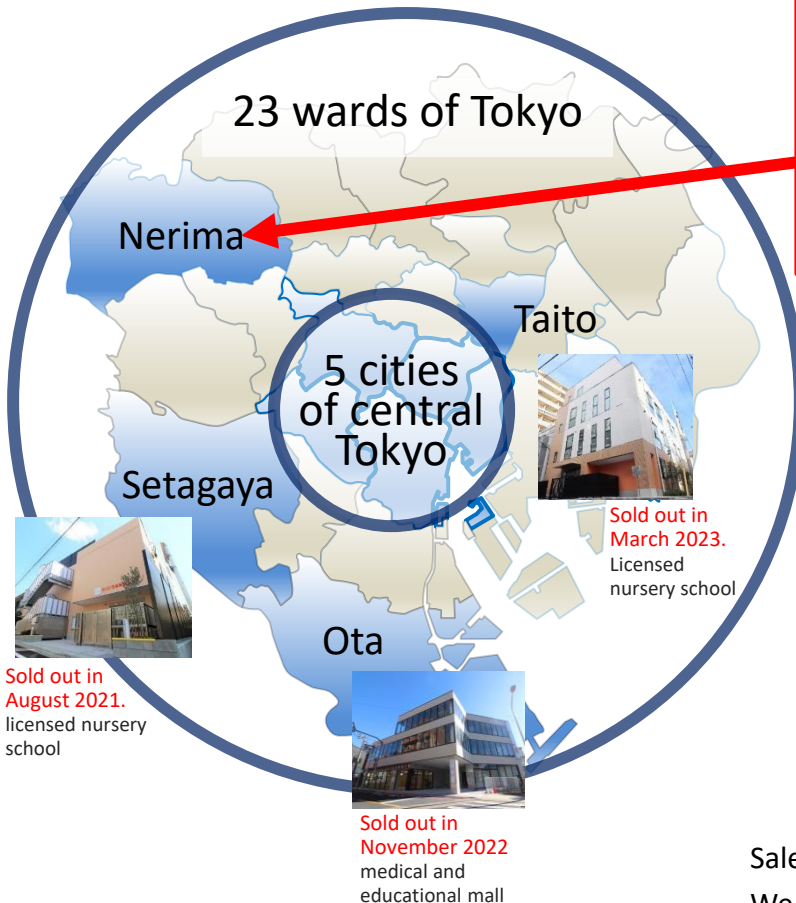 23 wards of Tokyo
Nerima
Taito
5 cities
of central
Tokyo
Setagaya
Sold out in
March 2023.
Licensed
nursery school
Ota
Sold out in
August 2021.
licensed nursery
school
Sold out in
November 2022
medical and
educational mall
Sale
We